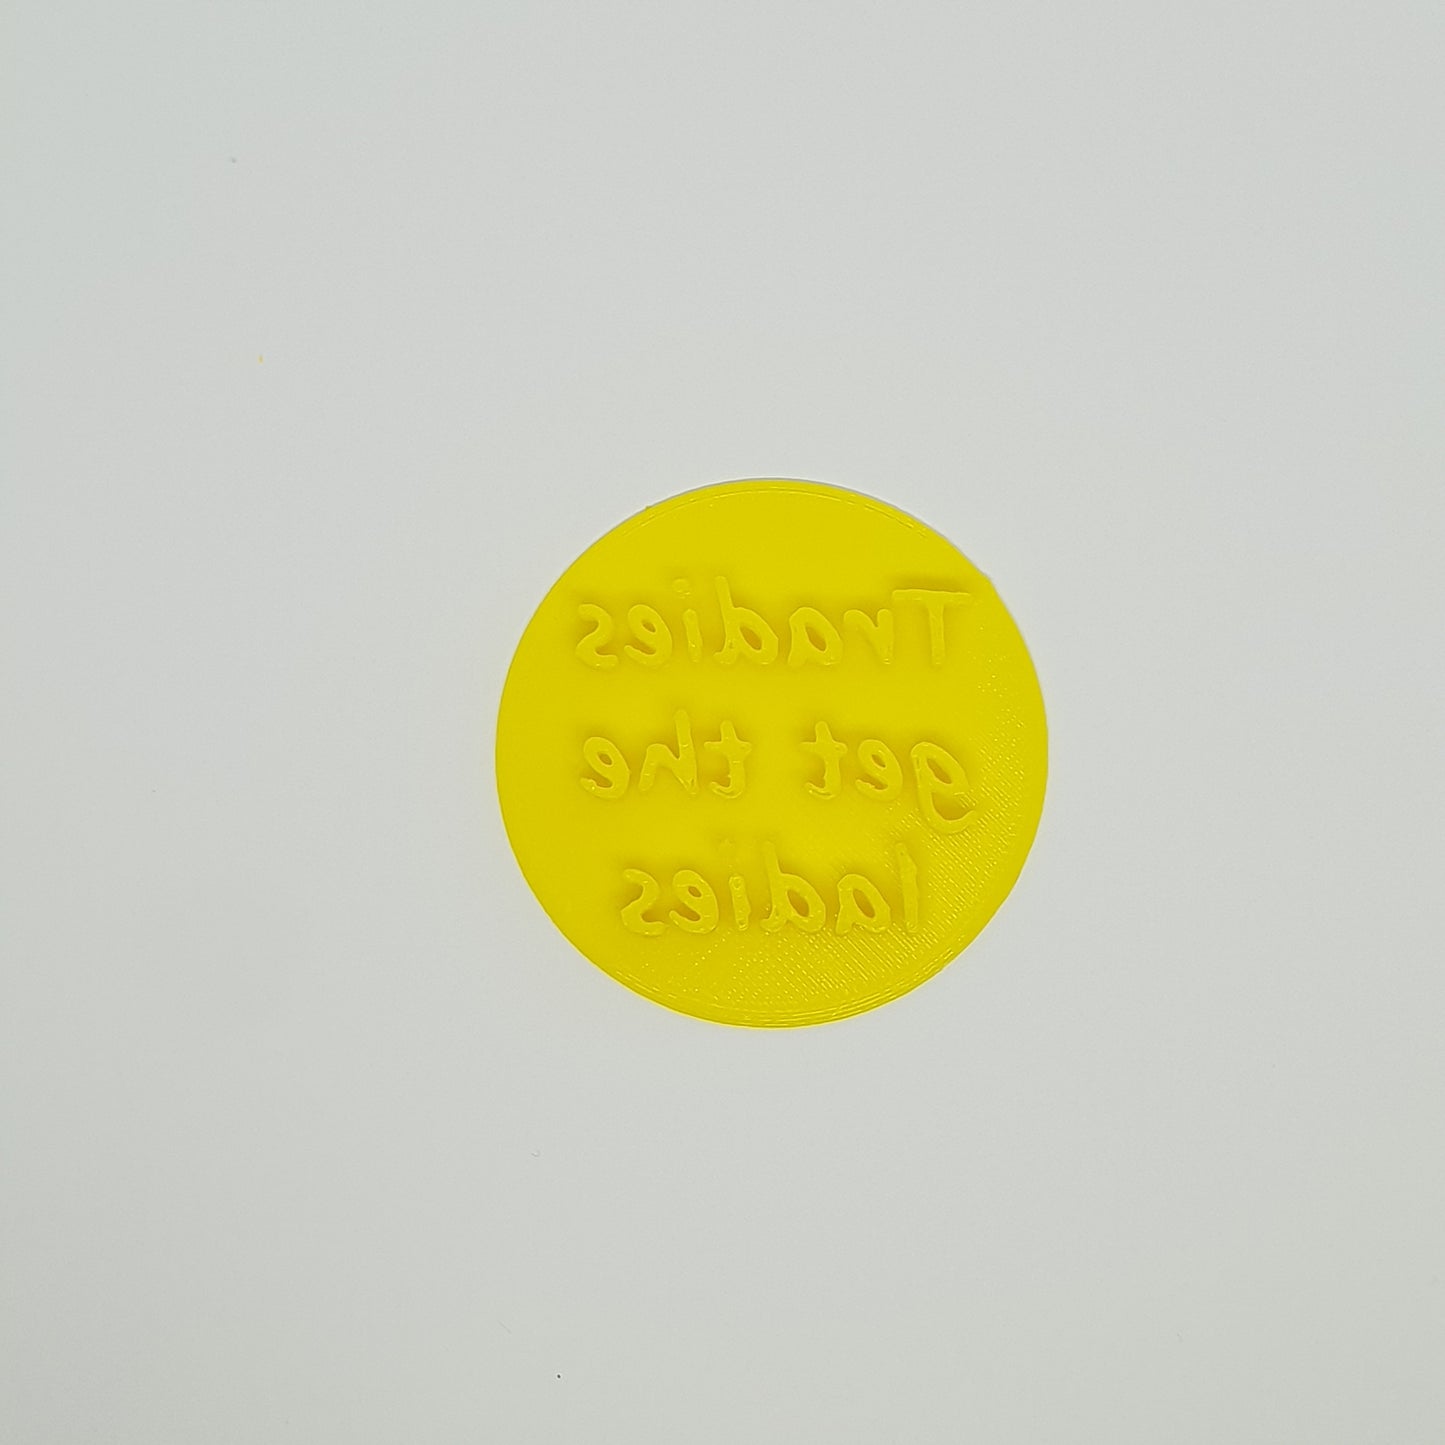 Tradies
get the
ladies